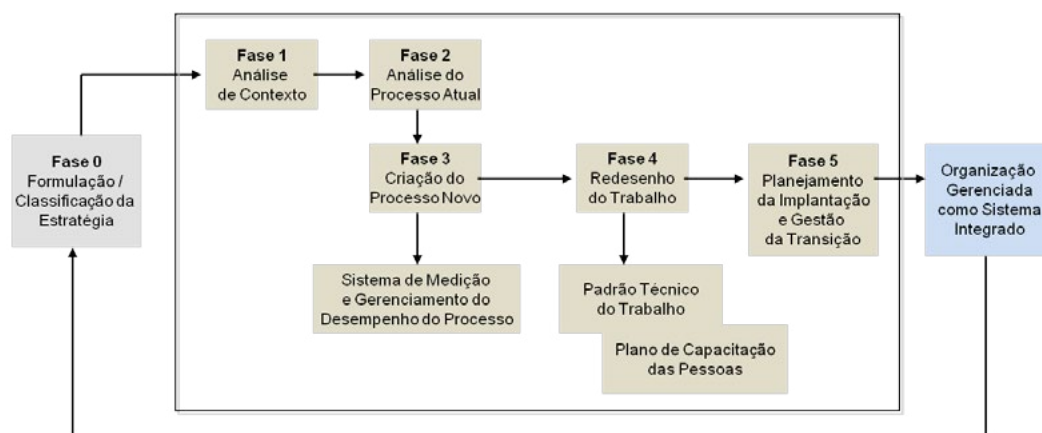 Fase 1
Análise
de Contexto
Fase 2
Análise do
Processo Atual
Fase 0
Formulação /
Classificação da
Estratégia
Fase 3
Criação do
Processo Novo
Fase 4
Redesenho
do Trabalho
Fase 5
Planejamento
da Implantação
e Gestão
da Transição
Organização
Gerenciada
como Sistema
Integrado
Sistema de Medição
e Gerenciamento do
Desempenho do Processo
Padrão Técnico
do Trabalho
Plano de Capacitação
das Pessoas